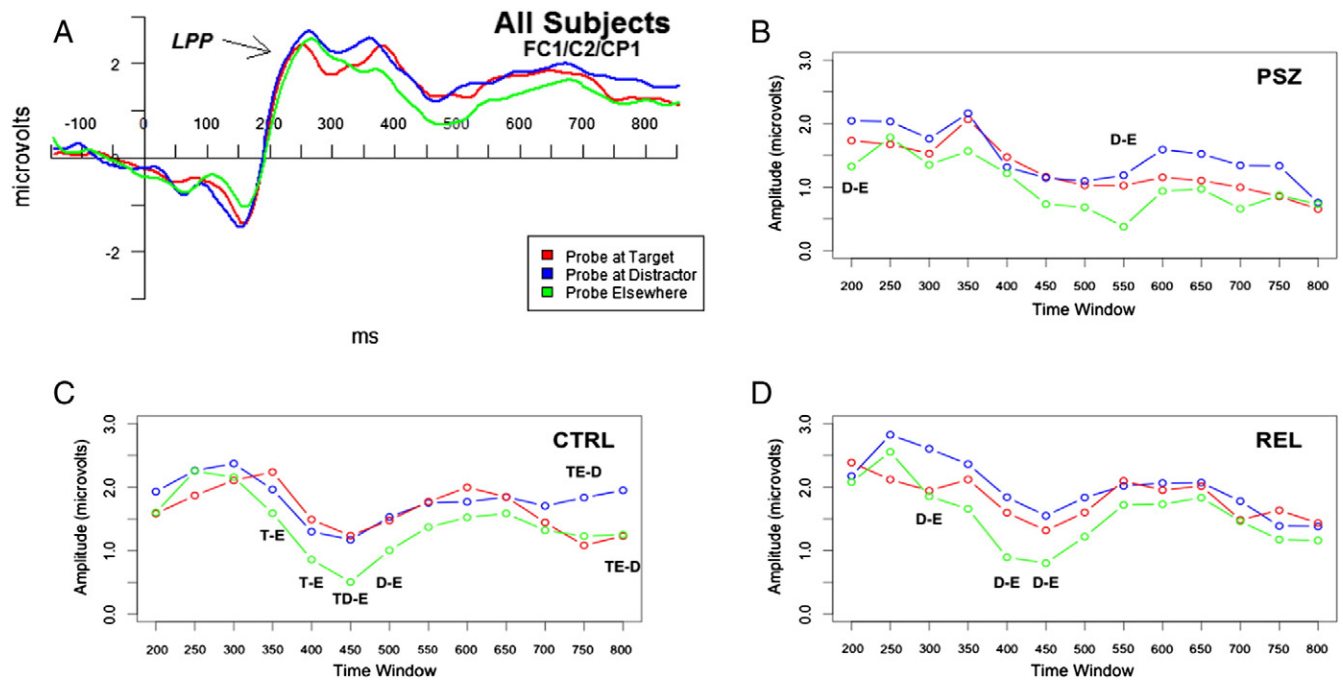 A
LPP
All Subjects
FC1/C2/CP1
microvolts
2
-2
-100 0 100 200 300 400 500 600 700 800
ms
Probe at Target
Probe at Distractor
Probe Elsewhere
B
PSZ
Amplitude (microvolts)
3.0
2.0
1.0
0.0
D-E
D-E
200 250 300 350 400 450 500 550 600 650 700 750 800
Time Window
C
CTRL
Amplitude (microvolts)
3.0
2.0
1.0
0.0
TE-D
T-E
T-E
TD-E
D-E
TE-D
200 250 300 350 400 450 500 550 600 650 700 750 800
Time Window
D
REL
Amplitude (microvolts)
3.0
2.0
1.0
0.0
D-E
D-E
D-E
200 250 300 350 400 450 500 550 600 650 700 750 800
Time Window